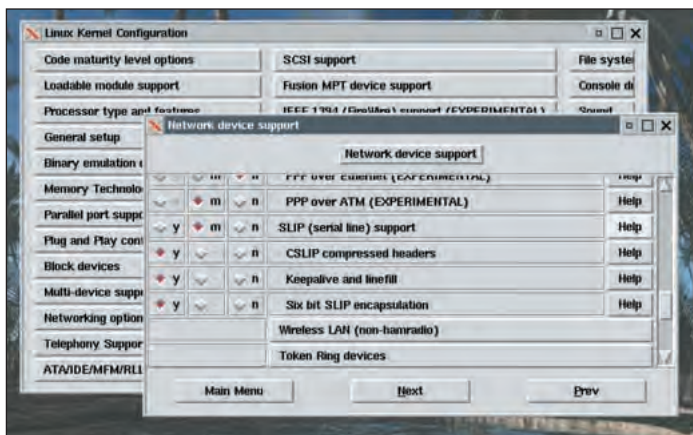 Linux Kernel Configuration
Code maturity level options
SCSI support
File system
Loadable module support
Fusion MPT device support
Console d
Processor type and features
IEEE 1394 (FireWire) support (EXPERIMENTAL)
Sound
General setup
Binary emulation
Memory Technolo
Parallel port suppo
Plug and Play con
Block devices
Multi-device suppo
Networking option
Telephony Suppor
ATA/IDE/MFM/RLL
Network device support
Network device support
m n PPP over Ethernet (EXPERIMENTAL) Help
m PPP over ATM (EXPERIMENTAL) Help
y m n SLIP (serial line) support Help
y n CSLIP compressed headers Help
y n Keepalive and linefill Help
y n Six bit SLIP encapsulation Help
Wireless LAN (non-hamradio)
Token Ring devices
Main Menu Next Prev